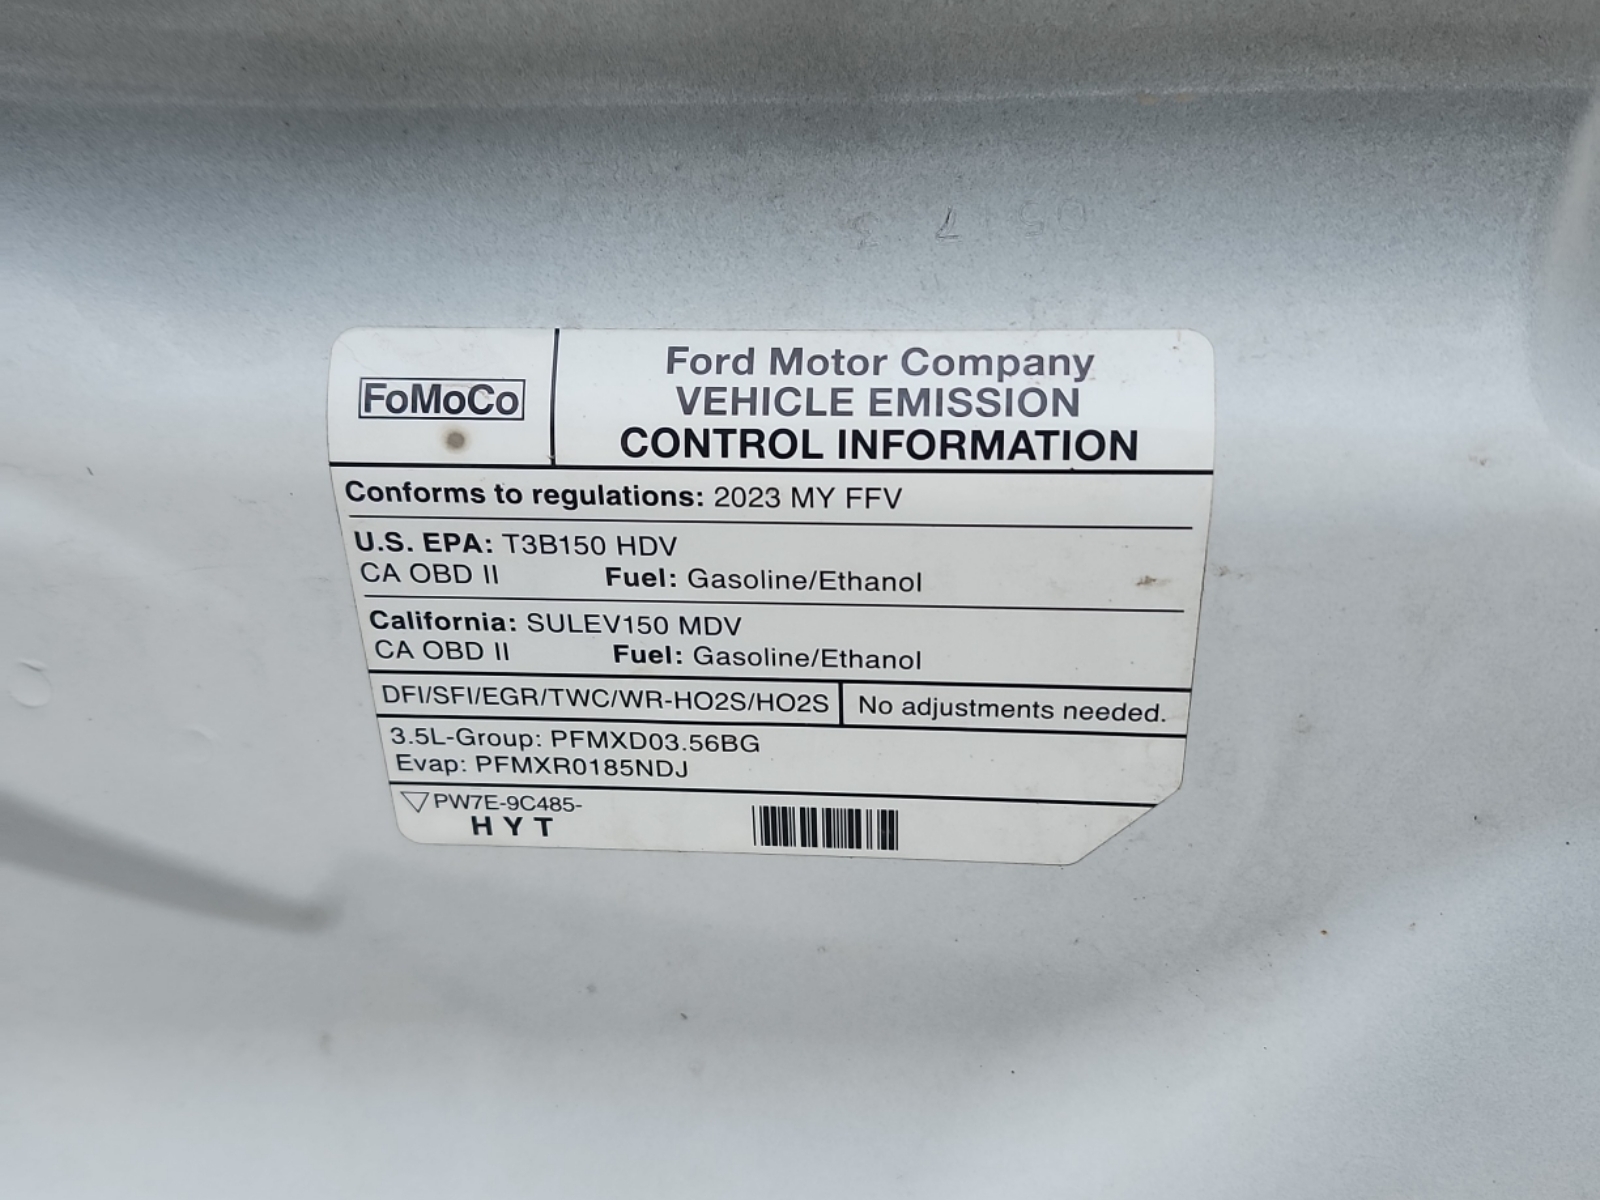 FoMoCo
Ford Motor Company
VEHICLE EMISSION
CONTROL INFORMATION
Conforms to regulations: 2023 MY FFV
U.S. EPA: T3B150 HDV
CA OBD II Fuel: Gasoline/Ethanol
California: SULEV150 MDV
CA OBD II Fuel: Gasoline/Ethanol
DFI/SFI/EGR/TWC/WR-HO2S/HO2S No adjustments needed.
3.5L-Group: PFMXD03.56BG
Evap: PFMXR0185NDJ
PW7E-9C485-
HYT